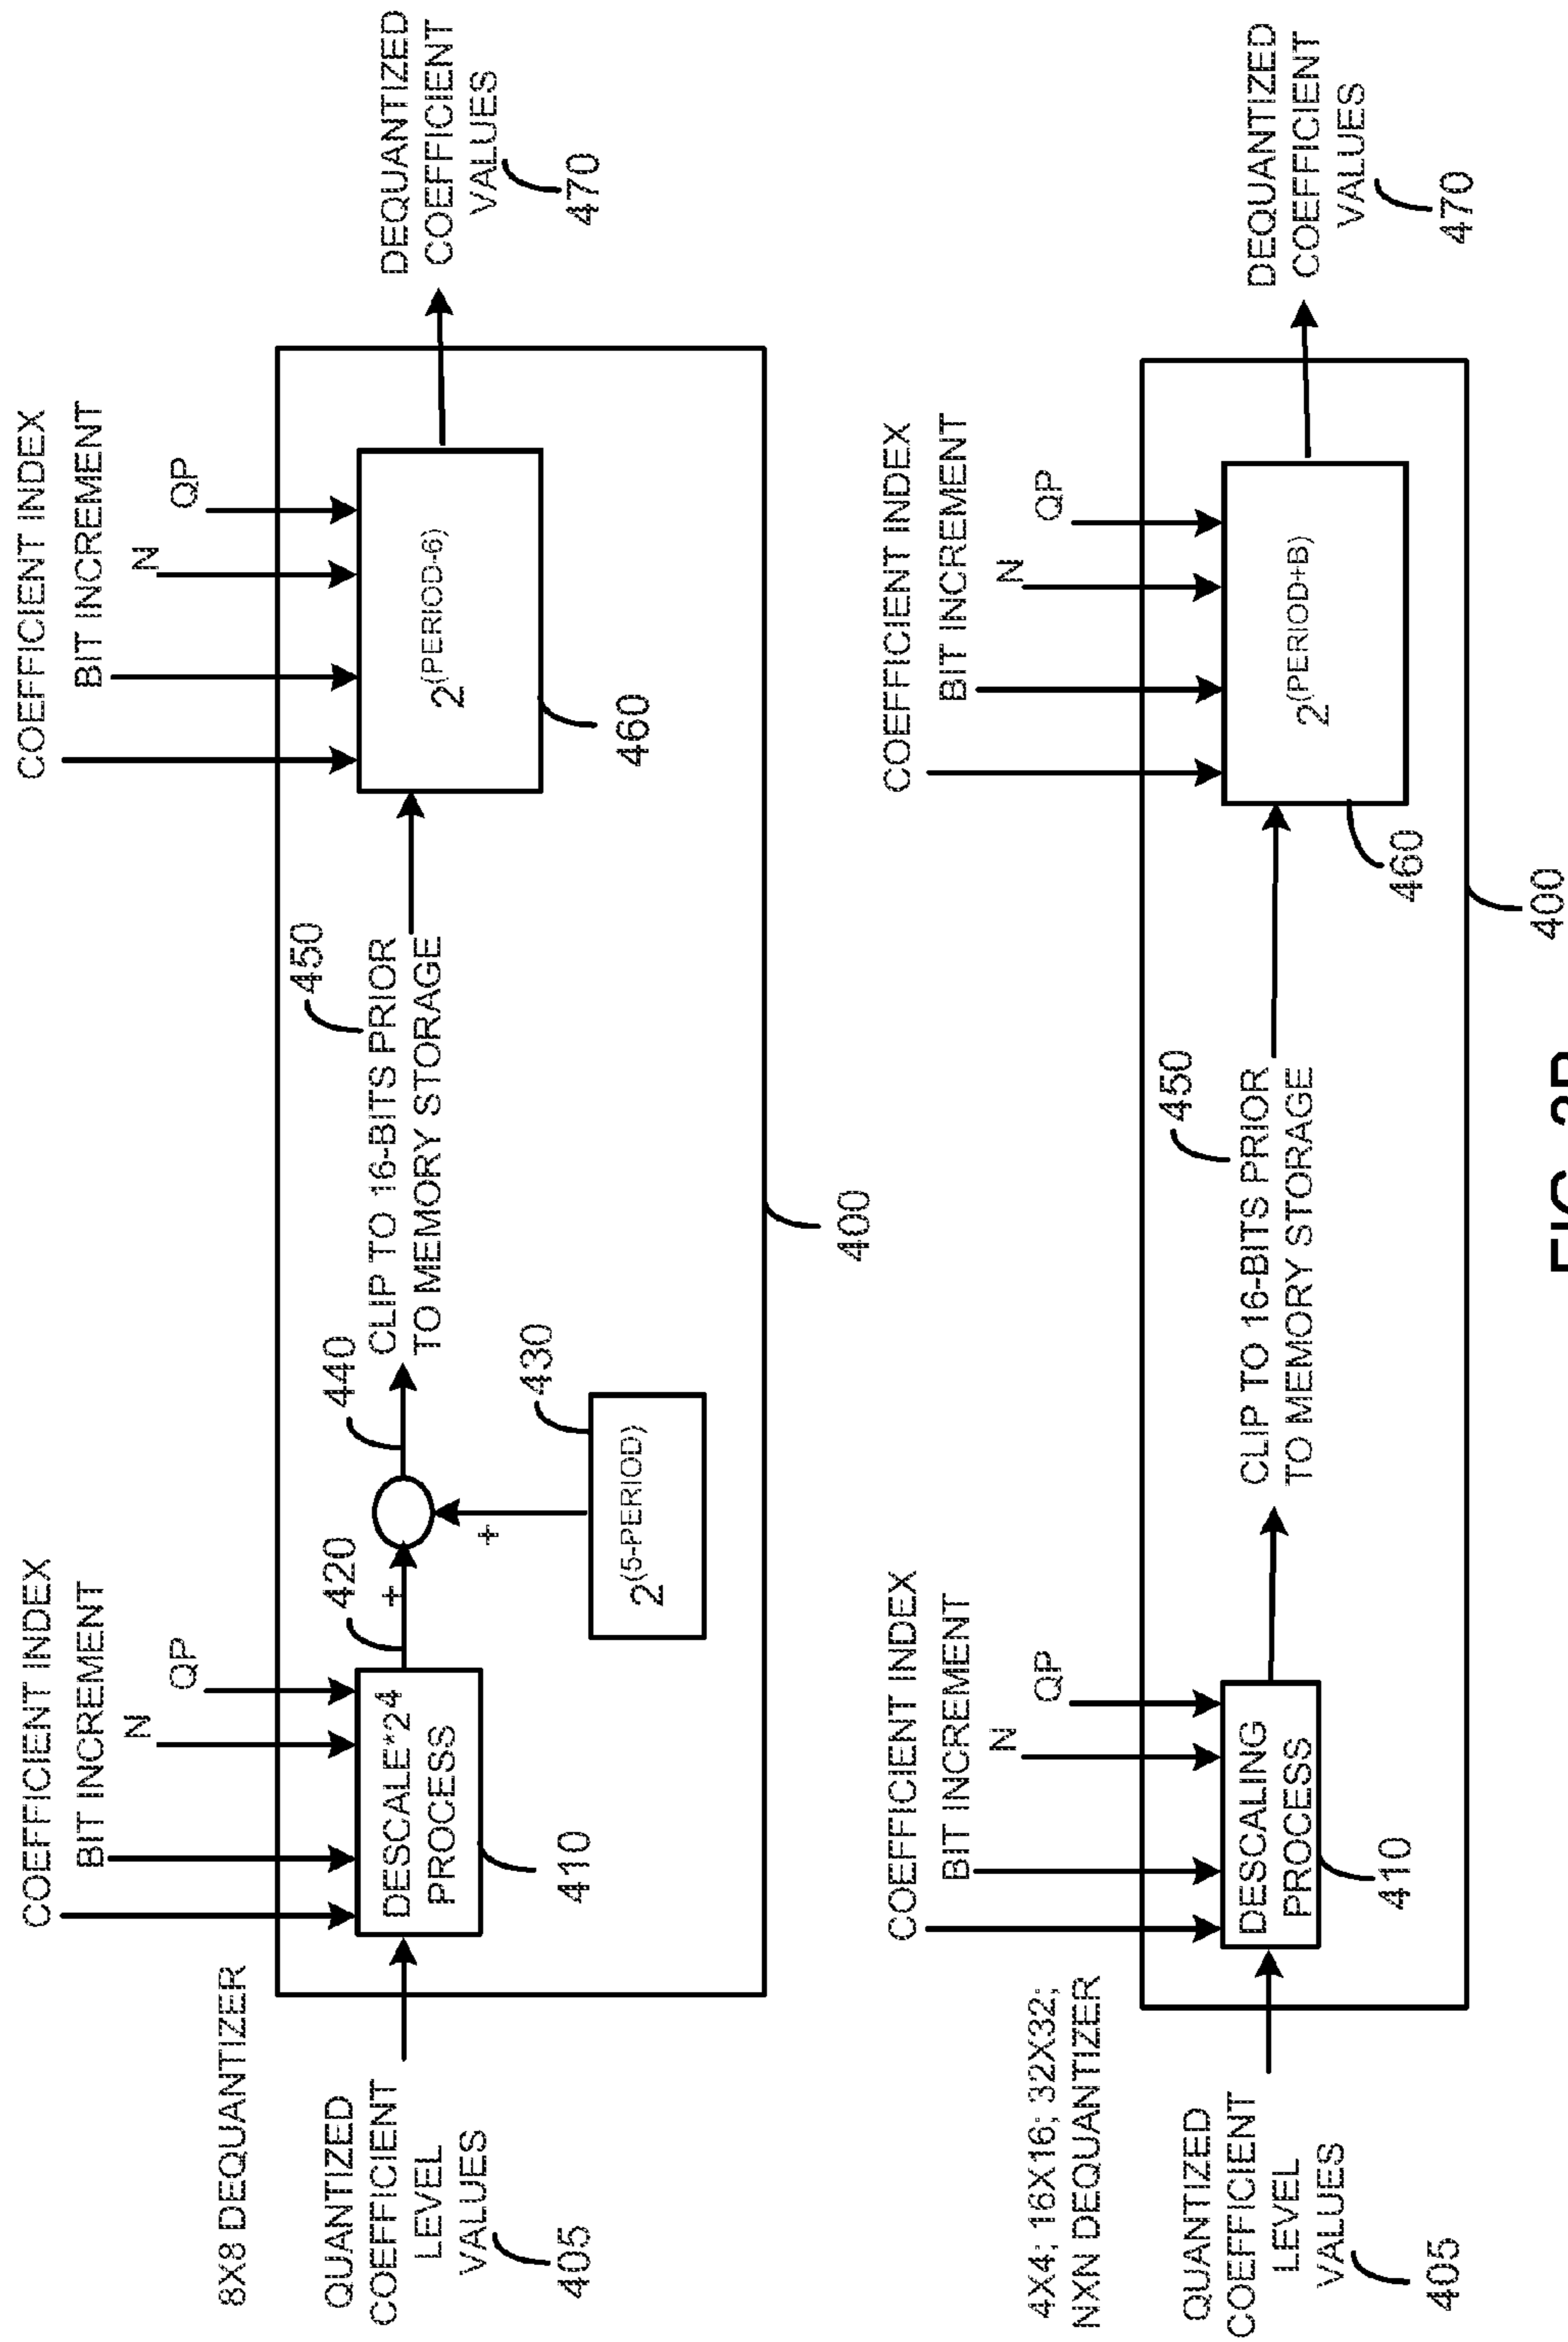 8X8 DEQUANTIZER
QUANTIZED
COEFFICIENT
LEVEL
VALUES
405
COEFFICIENT INDEX
BIT INCREMENT
N
QP
DESCALE*2^4
PROCESS
410
420
+
+
440
2^(5-PERIOD)
430
CLIP TO 16-BITS PRIOR
TO MEMORY STORAGE
450
COEFFICIENT INDEX
BIT INCREMENT
N
QP
2^(PERIOD-6)
460
DEQUANTIZED
COEFFICIENT
VALUES
470
400
4X4; 16X16; 32X32;
NXN DEQUANTIZER
QUANTIZED
COEFFICIENT
LEVEL
VALUES
405
COEFFICIENT INDEX
BIT INCREMENT
N
QP
DESCALING
PROCESS
410
CLIP TO 16-BITS PRIOR
TO MEMORY STORAGE
450
COEFFICIENT INDEX
BIT INCREMENT
N
QP
2^(PERIOD+B)
460
DEQUANTIZED
COEFFICIENT
VALUES
470
400
FIG.